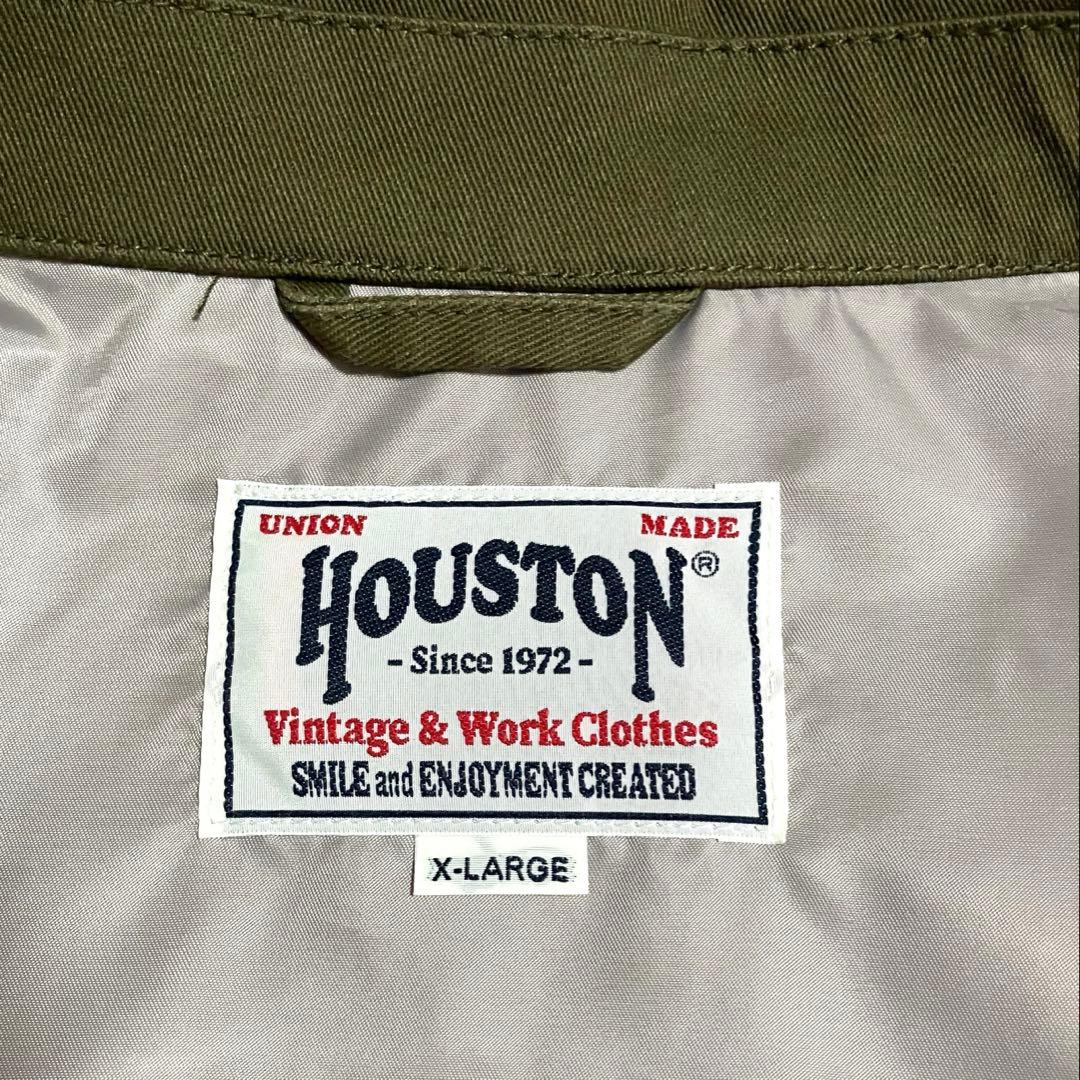 UNION MADE
HOUSTON®
- Since 1972 -
Vintage & Work Clothes
SMILE and ENJOYMENT CREATED
X-LARGE